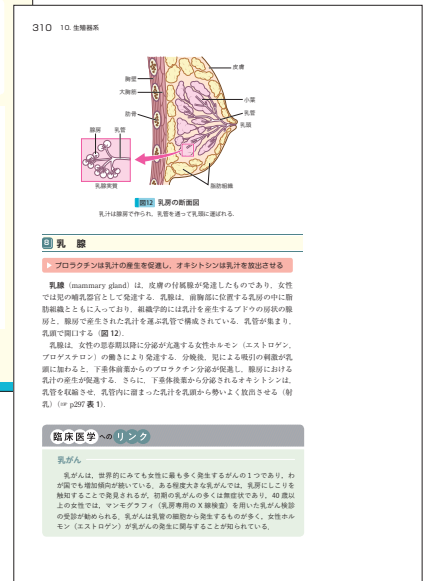 310 10. 生殖器系
皮膚
胸壁
大胸筋
小葉
肋骨
乳管
乳頭
腺房 乳管
乳腺実質
脂肪組織
図12 乳房の断面図
乳汁は腺房で作られ，乳管を通って乳頭に運ばれる．
B 乳 腺
▶ プロラクチンは乳汁の産生を促進し，オキシトシンは乳汁を放出させる
乳腺（mammary gland）は，皮膚の付属腺が発達したものであり，女性
では児の哺乳器官として発達する．乳腺は，前胸部に位置する乳房の中に脂
肪組織とともに入っており，組織学的には乳汁を産生するブドウの房状の腺
房と，腺房で産生された乳汁を運ぶ乳管で構成されている．乳管が集まり，
乳頭で開口する（図12）．
乳腺は，女性の思春期以降に分泌が亢進する女性ホルモン（エストロゲン，
プロゲステロン）の働きにより発達する．分娩後，児による吸引の刺激が乳
頭に加わると，下垂体前葉からのプロラクチン分泌が促進し，腺房における
乳汁の産生が促進する．さらに，下垂体後葉から分泌されるオキシトシンは，
乳管を収縮させ，乳管内に溜まった乳汁を乳頭から勢いよく放出させる（射
乳）（☞ p297 表1）．
臨床医学へのリンク
乳がん
乳がんは，世界的にみても女性に最も多く発生するがんの1つであり，わ
が国でも増加傾向が続いている．ある程度大きな乳がんでは，乳房にしこりを
触知することで発見されるが，初期の乳がんの多くは無症状であり，40歳以
上の女性では，マンモグラフィ（乳房専用のX線検査）を用いた乳がん検診
の受診が勧められる．乳がんは乳管の細胞から発生するものが多く，女性ホル
モン（エストロゲン）が乳がんの発生に関与することが知られている．